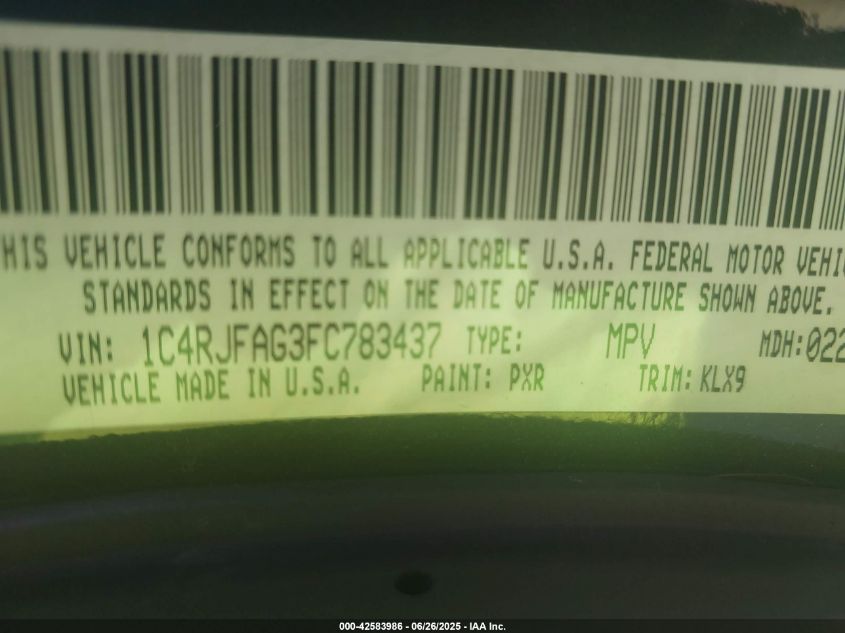 HIS VEHICLE CONFORMS TO ALL APPLICABLE U.S.A. FEDERAL MOTOR VEHI
STANDARDS IN EFFECT ON THE DATE OF MANUFACTURE SHOWN ABOVE.
VIN: 1C4RJFAG3FC783437 TYPE: MPV MDH:022
VEHICLE MADE IN U.S.A. PAINT: PXR TRIM: KLX9
000-42583986 - 06/26/2025 - IAA Inc.